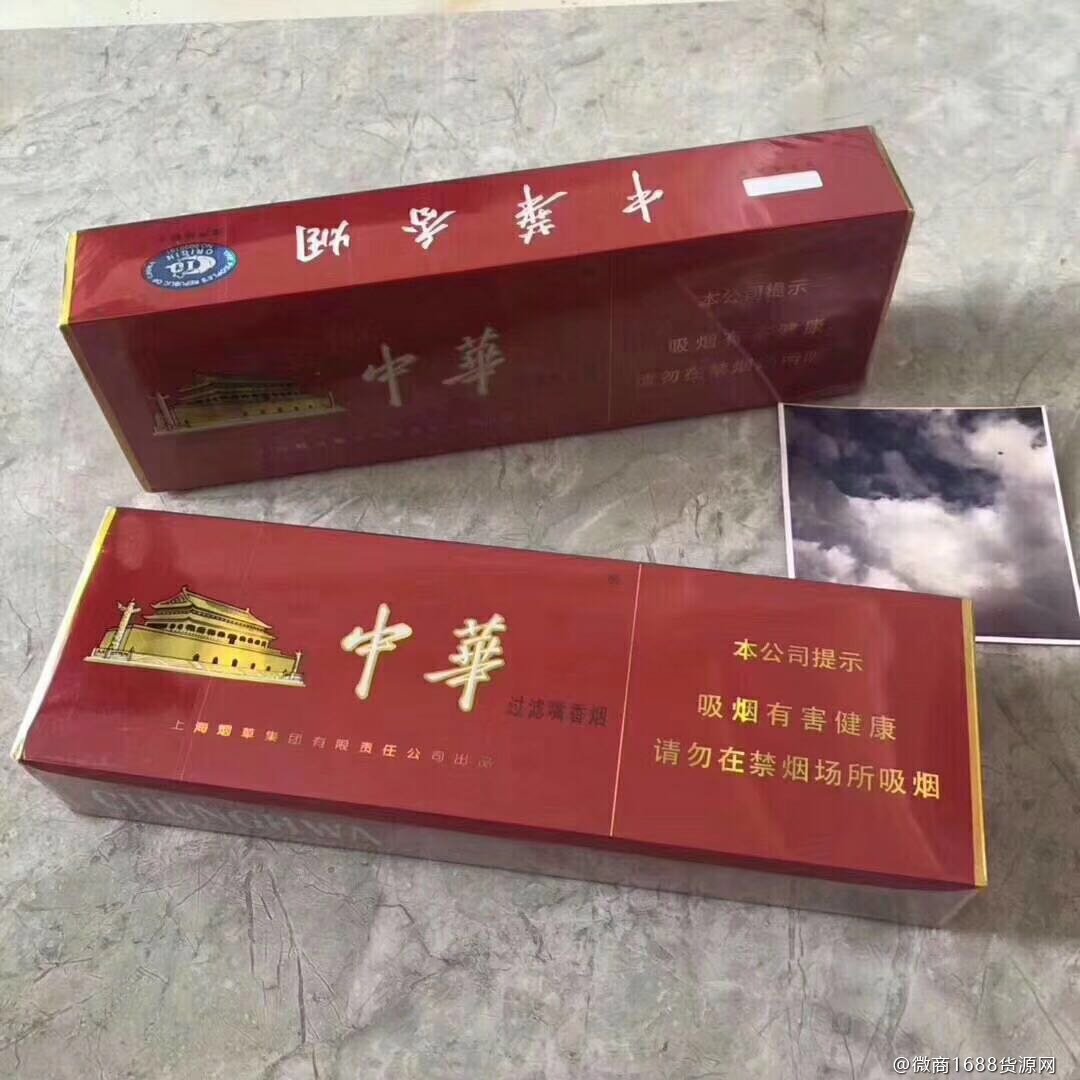 中華香烟
ORIGIN
中華
本公司提示
吸烟有害健康
请勿在禁烟场所吸烟
中華
过滤嘴香烟
上海烟草集团有限责任公司出品
本公司提示
吸烟有害健康
请勿在禁烟场所吸烟
CHUNGHWA
@微商1688货源网